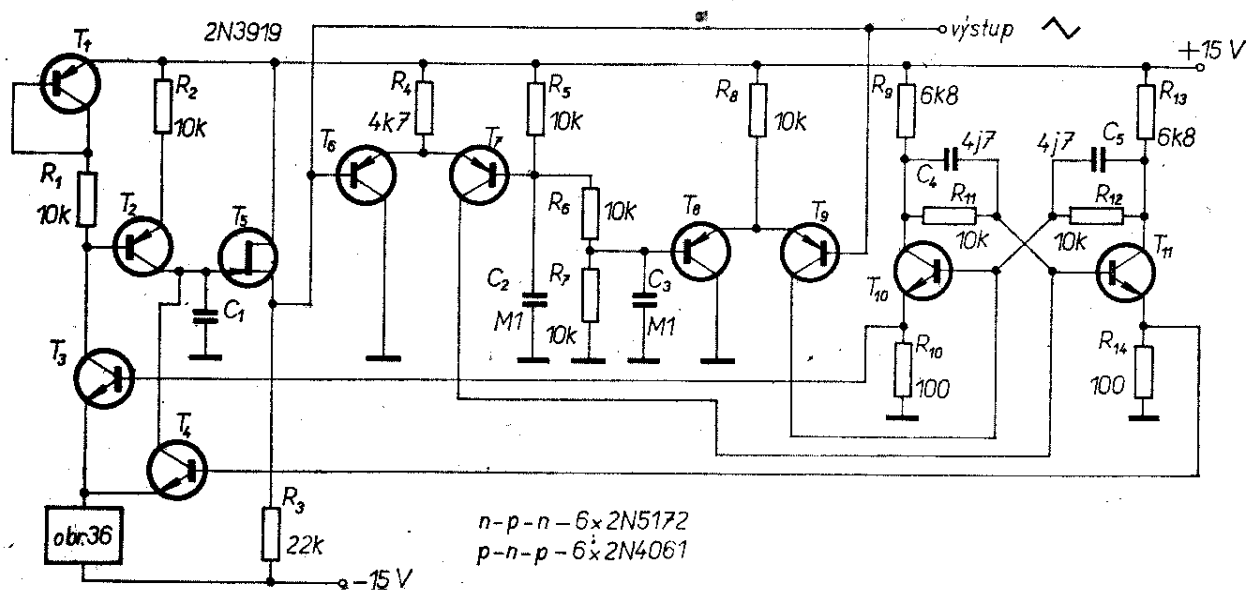 2N3919
výstup
+15 V
T1
R2
10k
R4
4k7
R5
10k
R8
10k
R9
6k8
R13
6k8
T6
T7
4j7
C4
4j7
C5
R1
10k
T2
T5
R6
10k
T8
T9
R11
10k
R12
10k
T11
T10
C1
C2
M1
R7
10k
C3
M1
T3
R10
100
R14
100
T4
R3
22k
obr.36
n-p-n – 6×2N5172
p-n-p – 6×2N4061
–15 V